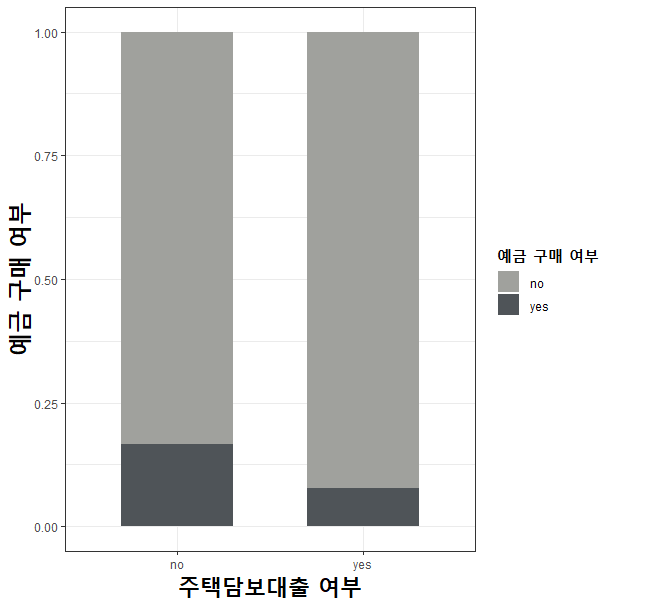 1.00
0.75
0.50
0.25
0.00
예금 구매 여부
no
yes
주택담보대출 여부
예금 구매 여부
no
yes